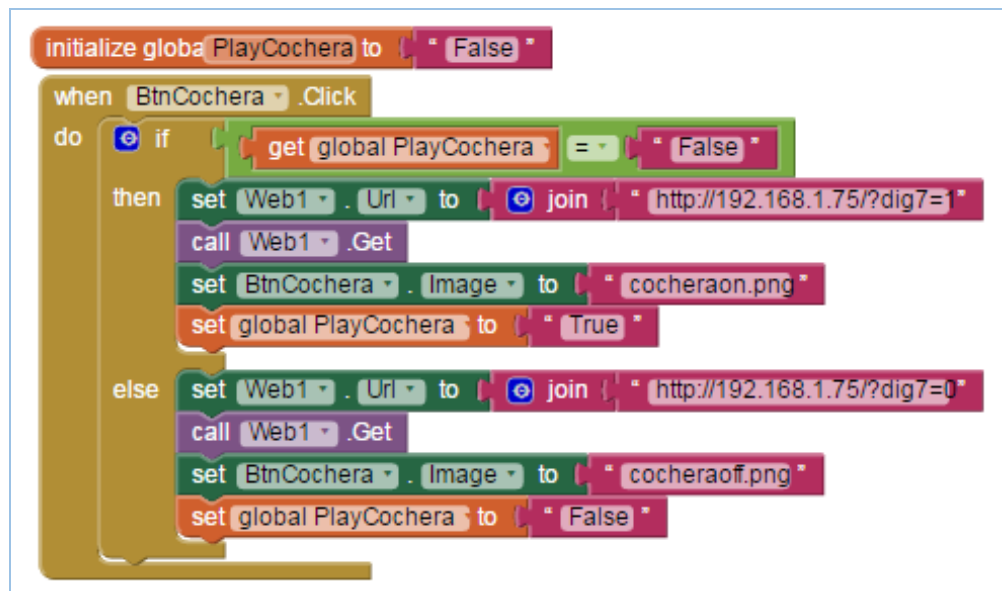 initialize global PlayCochera to " False "
when BtnCochera .Click
do if get global PlayCochera = " False "
then set Web1 . Url to join " http://192.168.1.75/?dig7=1"
call Web1 .Get
set BtnCochera . Image to " cocheraon.png "
set global PlayCochera to " True "
else set Web1 . Url to join " http://192.168.1.75/?dig7=0"
call Web1 .Get
set BtnCochera . Image to " cocheraoff.png "
set global PlayCochera to " False "